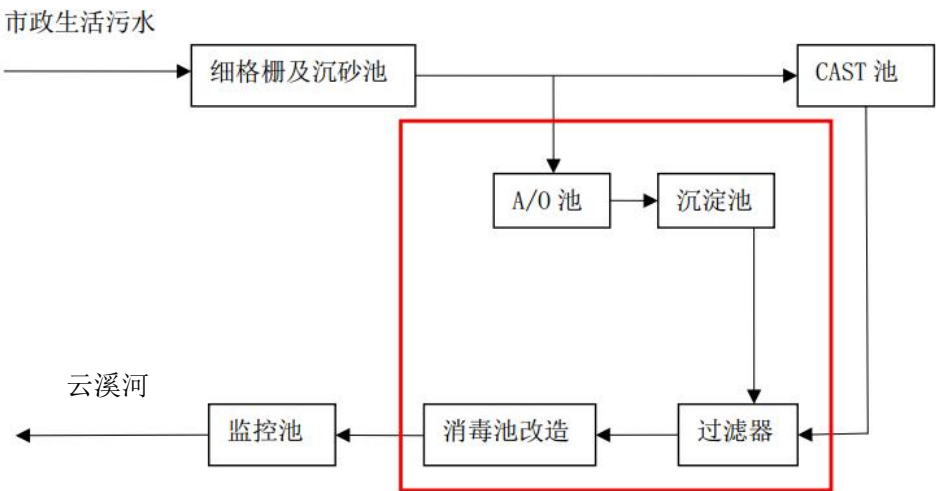 市政生活污水
细格栅及沉砂池
CAST 池
A/O 池
沉淀池
云溪河
监控池
消毒池改造
过滤器